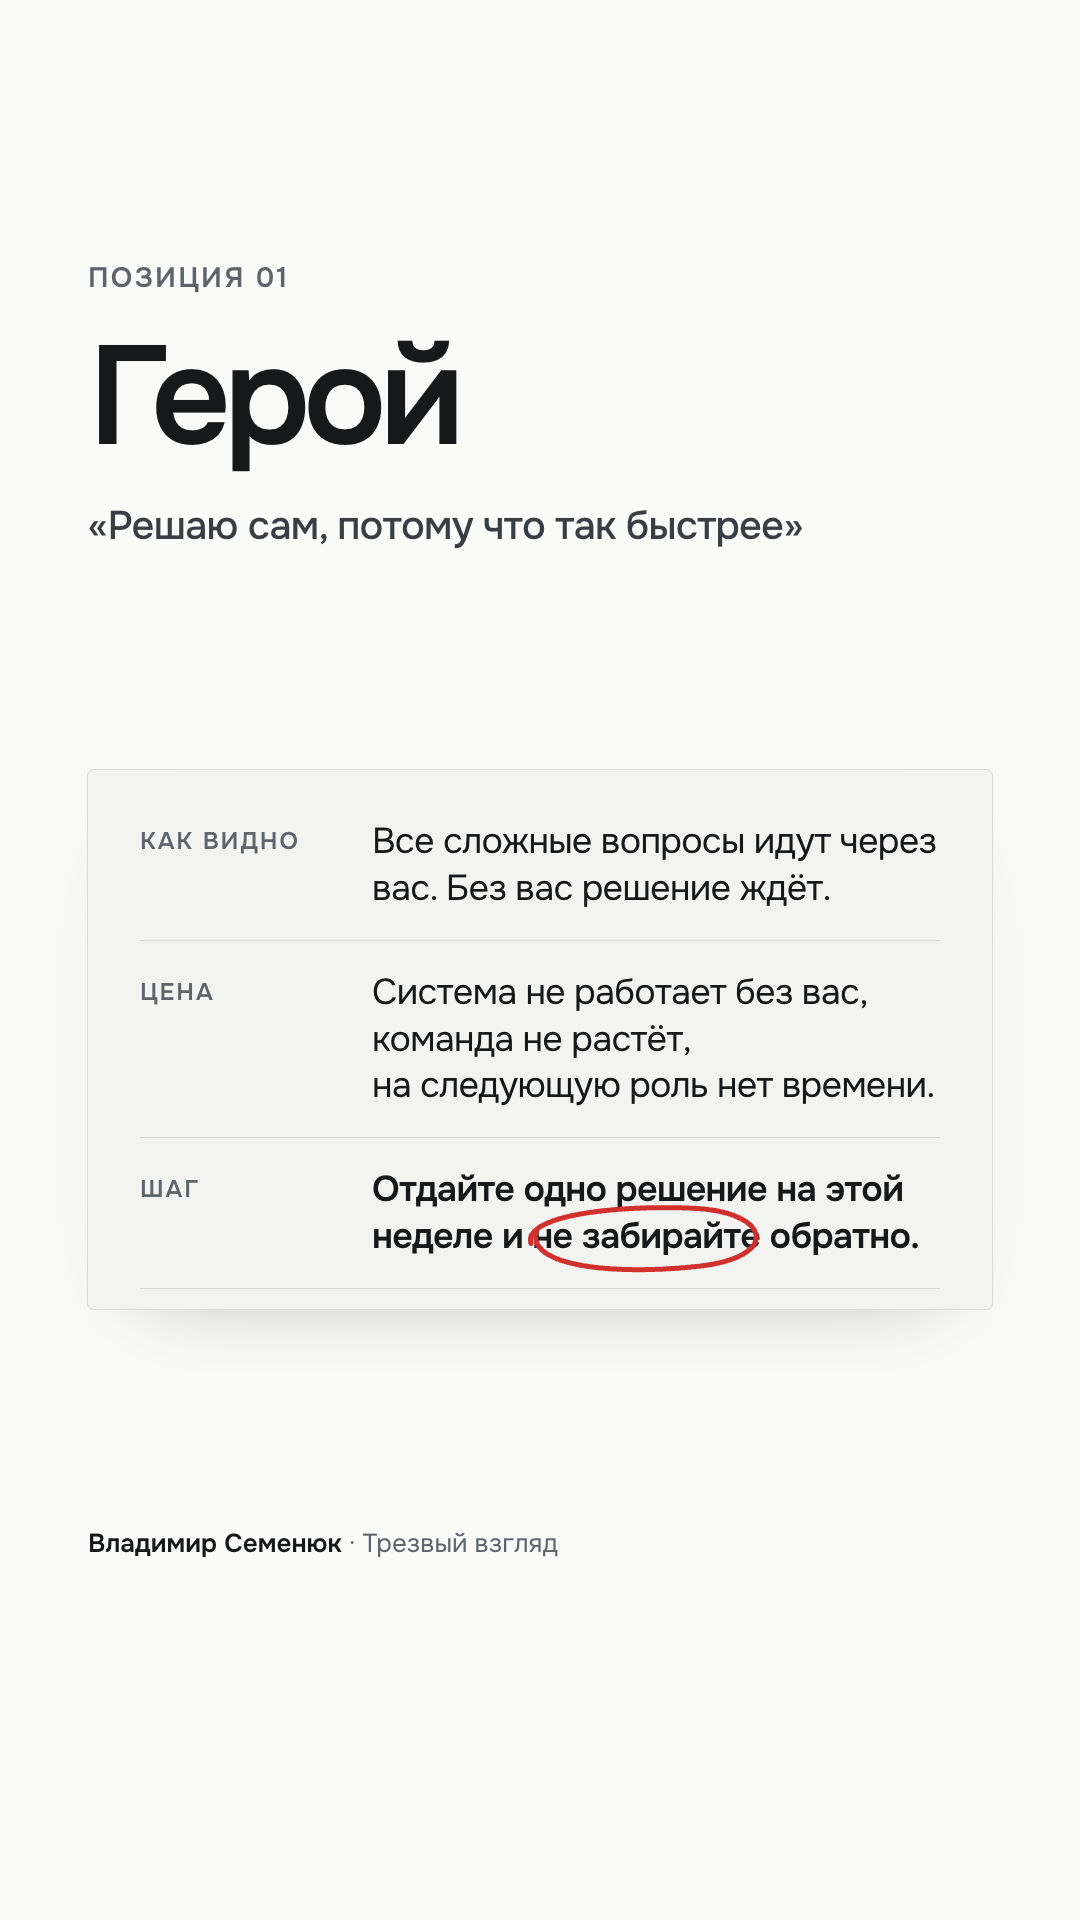 ПОЗИЦИЯ 01
Герой
«Решаю сам, потому что так быстрее»
КАК ВИДНО
Все сложные вопросы идут через
вас. Без вас решение ждёт.
ЦЕНА
Система не работает без вас,
команда не растёт,
на следующую роль нет времени.
ШАГ
Отдайте одно решение на этой
неделе и не забирайте обратно.
Владимир Семенюк · Трезвый взгляд